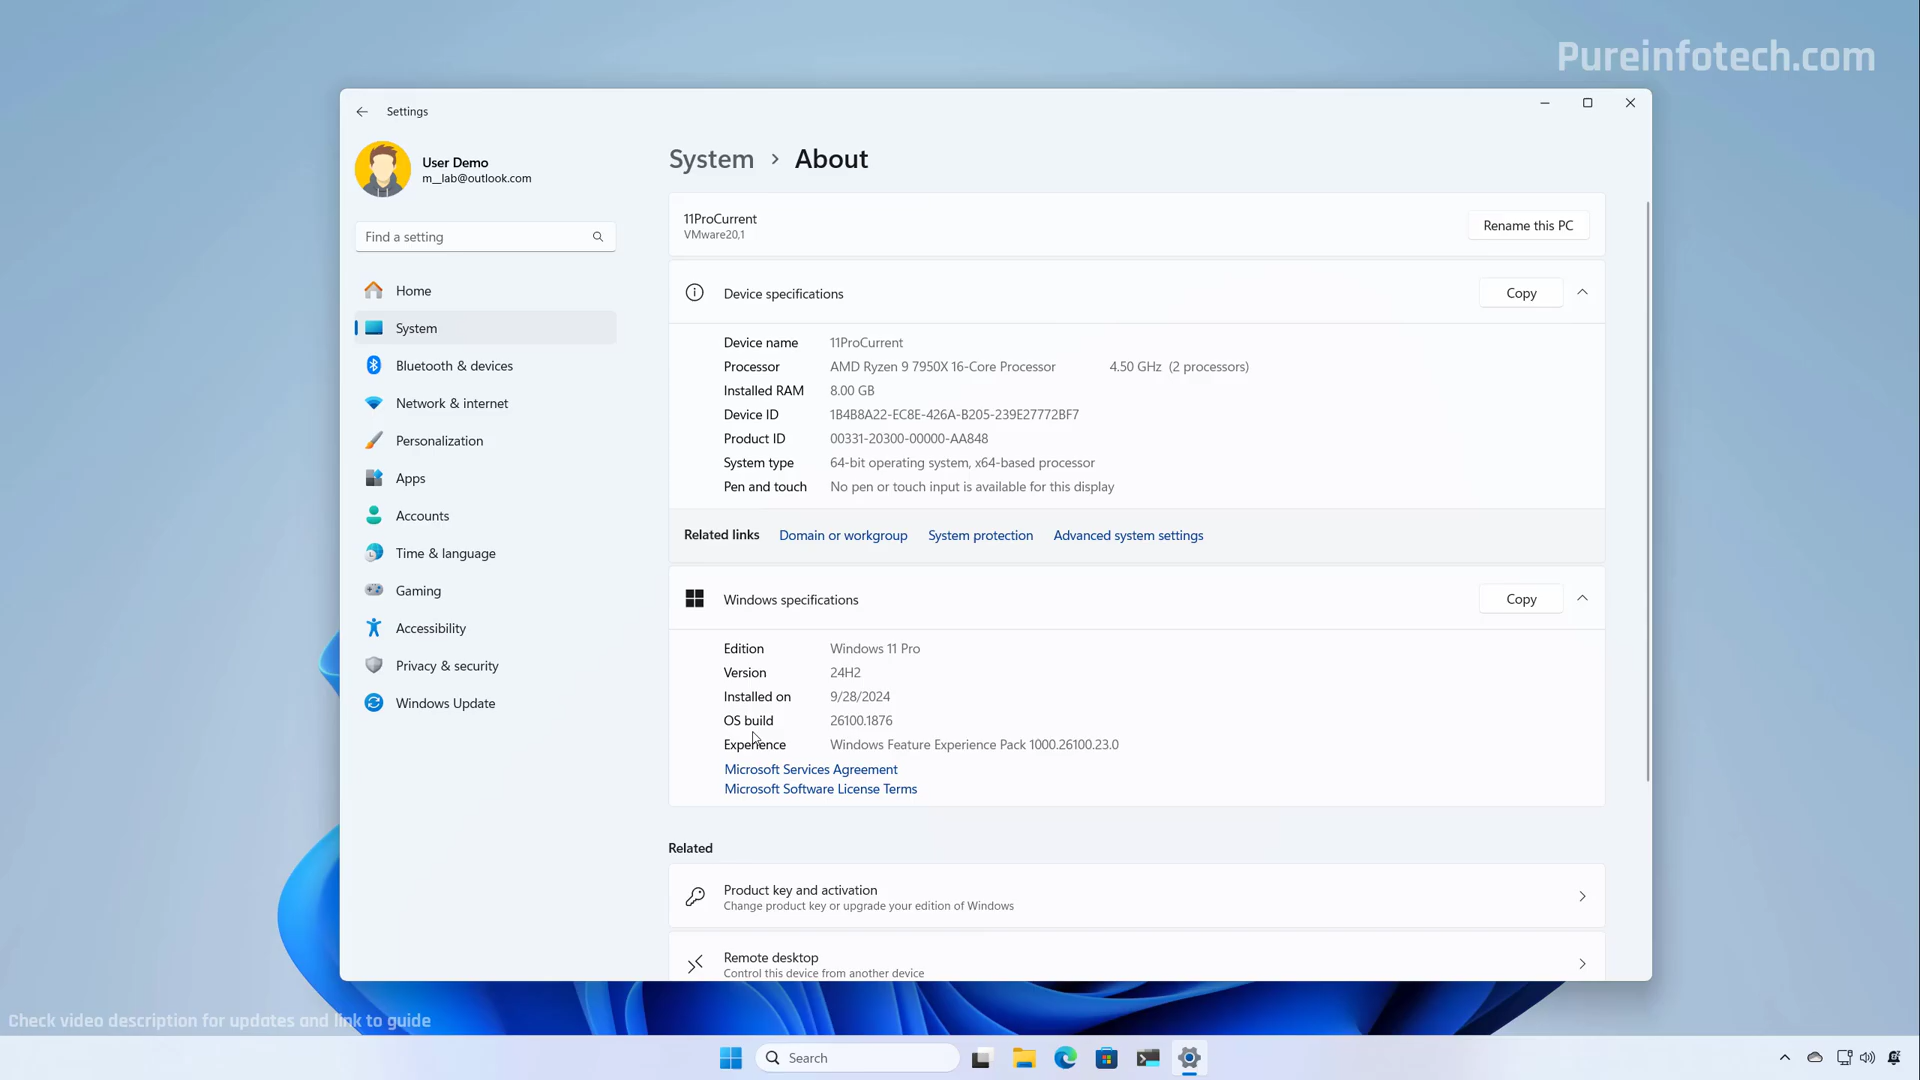 Pureinfotech.com
Settings
User Demo
m__lab@outlook.com
Find a setting
Home
System
Bluetooth & devices
Network & internet
Personalization
Apps
Accounts
Time & language
Gaming
Accessibility
Privacy & security
Windows Update
System > About
11ProCurrent
VMware20,1
Rename this PC
Device specifications
Copy
Device name 11ProCurrent
Processor AMD Ryzen 9 7950X 16-Core Processor 4.50 GHz (2 processors)
Installed RAM 8.00 GB
Device ID 1B4B8A22-EC8E-426A-B205-239E27772BF7
Product ID 00331-20300-00000-AA848
System type 64-bit operating system, x64-based processor
Pen and touch No pen or touch input is available for this display
Related links Domain or workgroup System protection Advanced system settings
Windows specifications
Copy
Edition Windows 11 Pro
Version 24H2
Installed on 9/28/2024
OS build 26100.1876
Experience Windows Feature Experience Pack 1000.26100.23.0
Microsoft Services Agreement
Microsoft Software License Terms
Related
Product key and activation
Change product key or upgrade your edition of Windows
Remote desktop
Control this device from another device
Check video description for updates and link to guide
Search